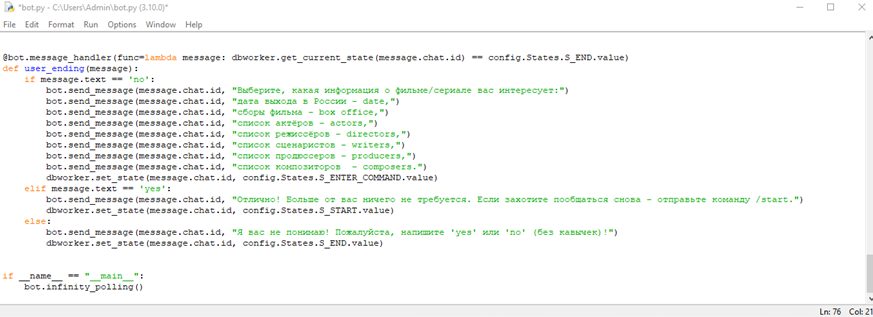 *bot.py - C:\Users\Admin\bot.py (3.10.0)*
File Edit Format Run Options Window Help
@bot.message_handler(func=lambda message: dbworker.get_current_state(message.chat.id) == config.States.S_END.value)
def user_ending(message):
    if message.text == 'no':
        bot.send_message(message.chat.id, "Выберите, какая информация о фильме/сериале вас интересует:")
        bot.send_message(message.chat.id, "дата выхода в России - date,")
        bot.send_message(message.chat.id, "сборы фильма - box office,")
        bot.send_message(message.chat.id, "список актёров - actors,")
        bot.send_message(message.chat.id, "список режиссёров - directors,")
        bot.send_message(message.chat.id, "список сценаристов - writers,")
        bot.send_message(message.chat.id, "список продюссеров - producers,")
        bot.send_message(message.chat.id, "список композиторов  - composers.")
        dbworker.set_state(message.chat.id, config.States.S_ENTER_COMMAND.value)
    elif message.text == 'yes':
        bot.send_message(message.chat.id, "Отлично! Больше от вас ничего не требуется. Если захотите пообщаться снова - отправьте команду /start.")
        dbworker.set_state(message.chat.id, config.States.S_START.value)
    else:
        bot.send_message(message.chat.id, "Я вас не понимаю! Пожалуйста, напишите 'yes' или 'no' (без кавычек)!")
        dbworker.set_state(message.chat.id, config.States.S_END.value)
if __name__ == "__main__":
    bot.infinity_polling()
Ln: 76 Col: 21